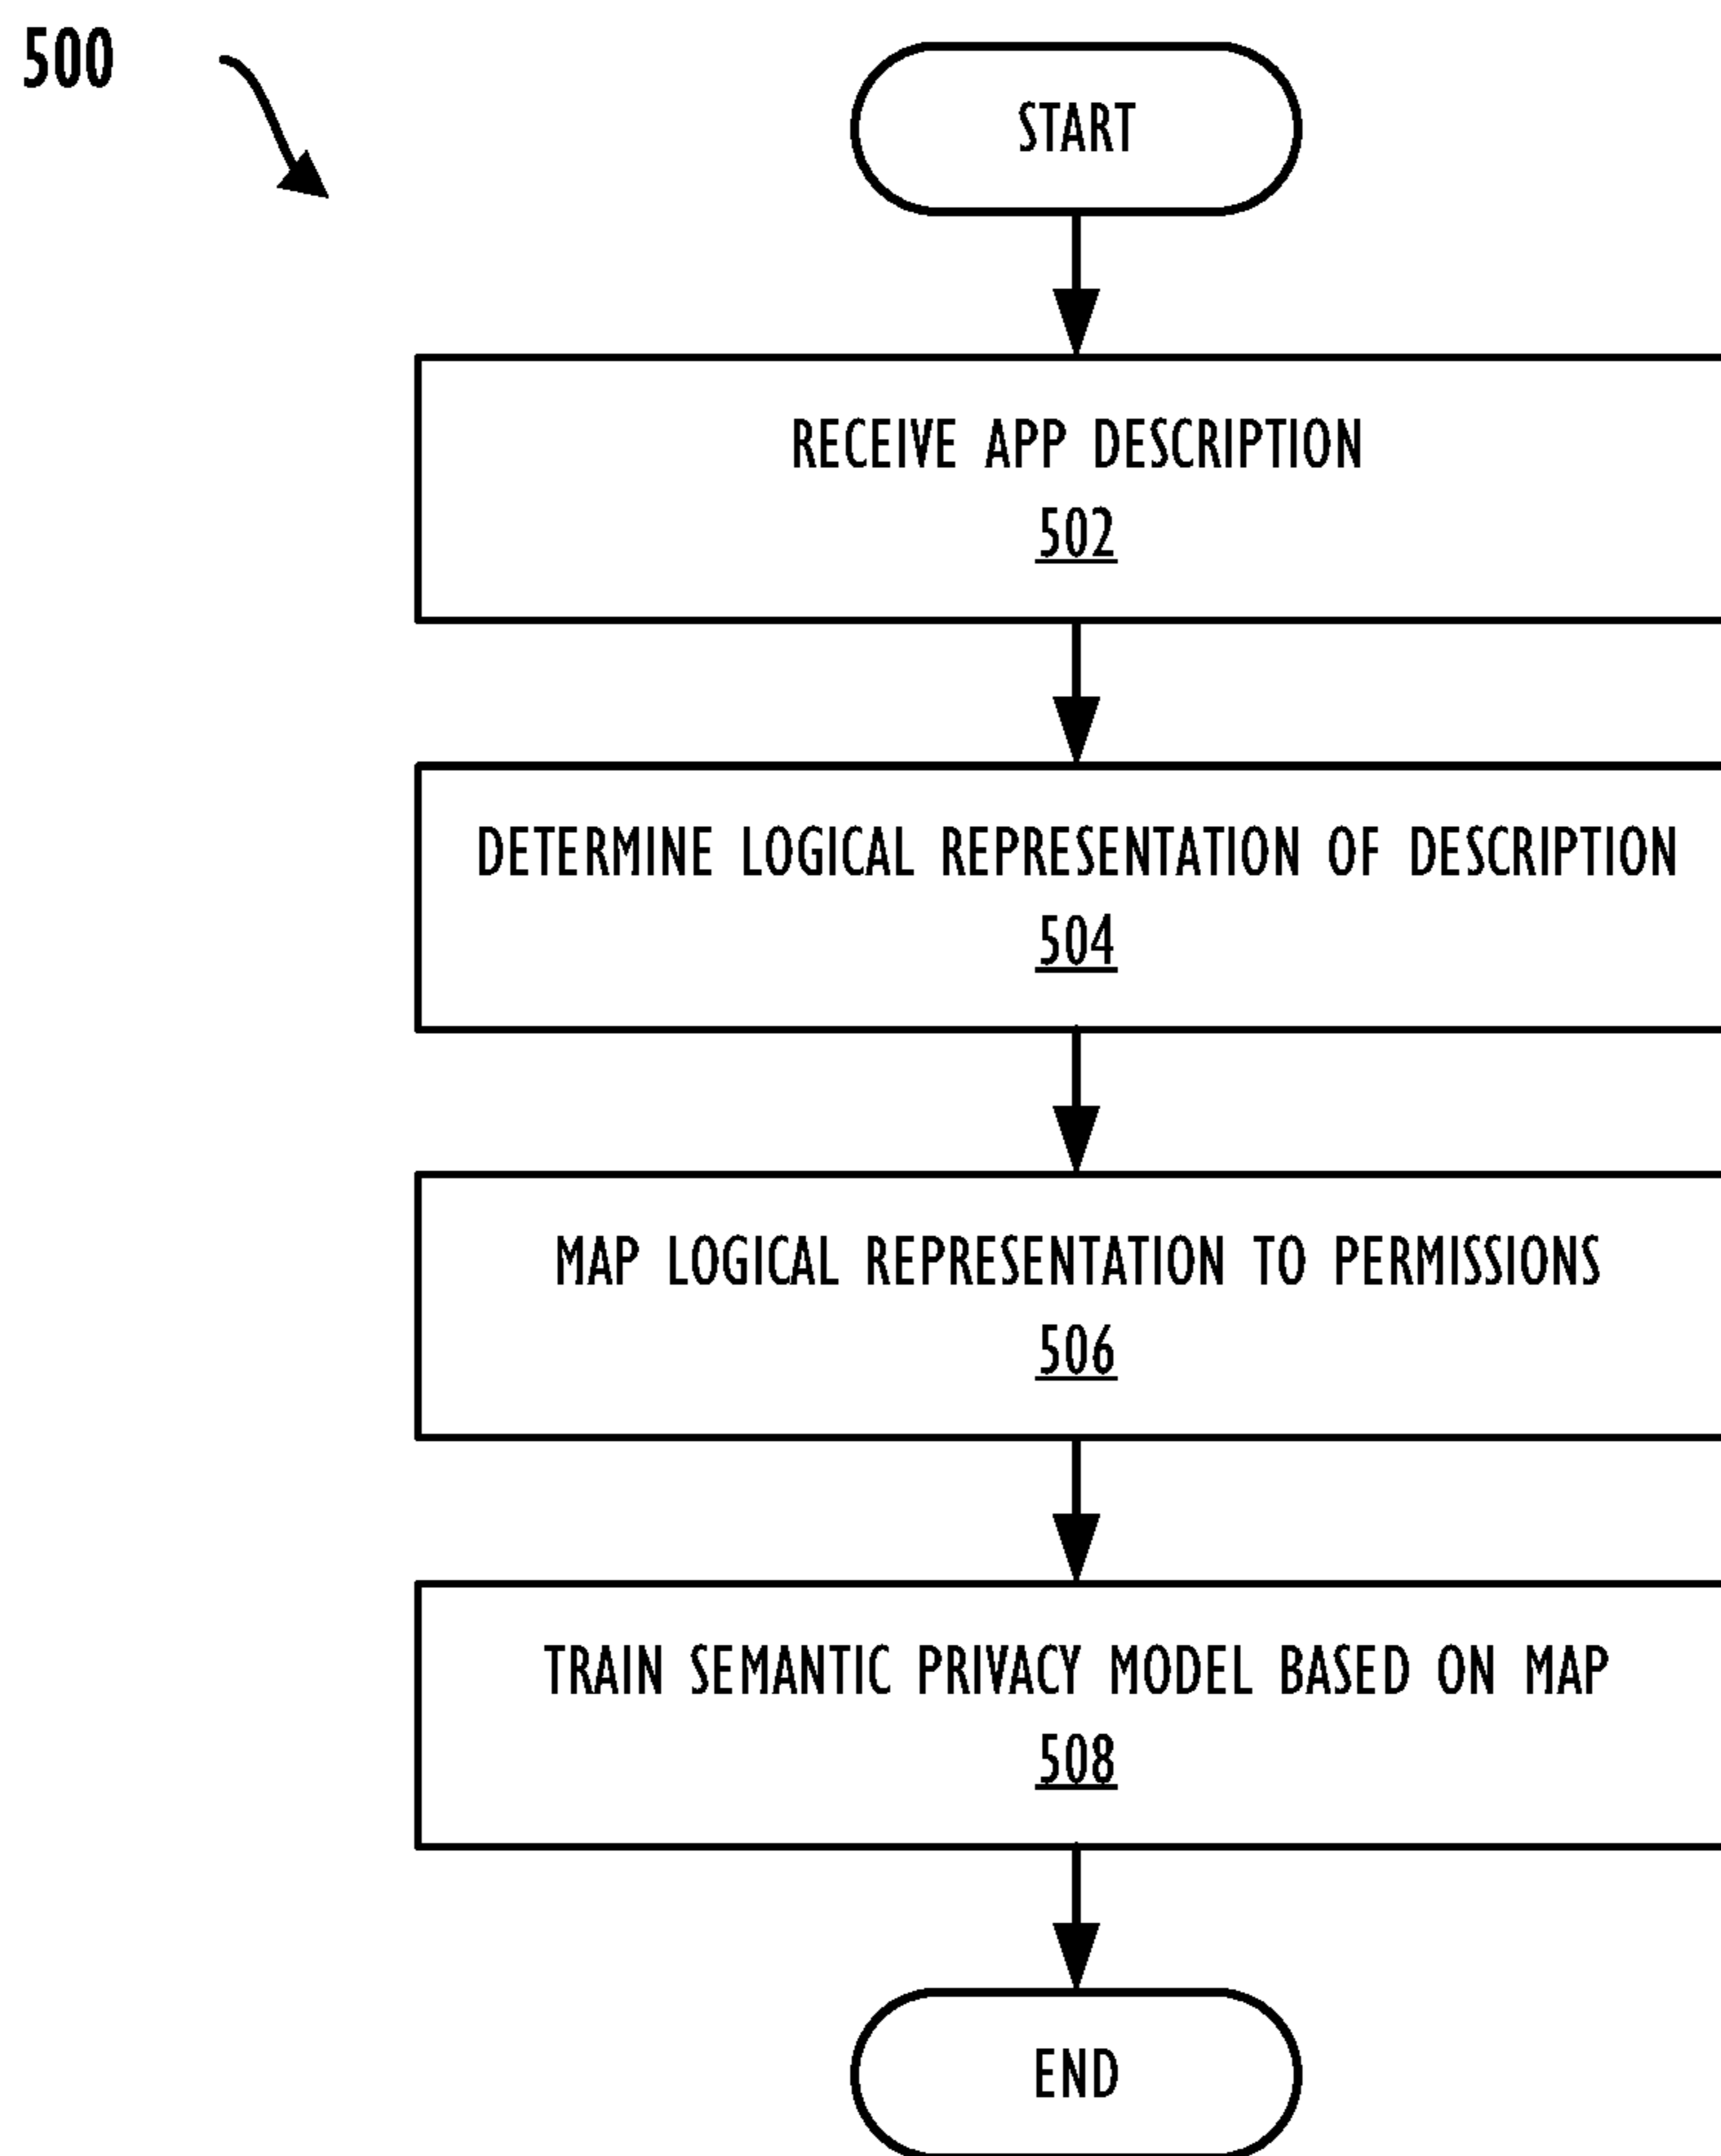 500
START
RECEIVE APP DESCRIPTION
502
DETERMINE LOGICAL REPRESENTATION OF DESCRIPTION
504
MAP LOGICAL REPRESENTATION TO PERMISSIONS
506
TRAIN SEMANTIC PRIVACY MODEL BASED ON MAP
508
END